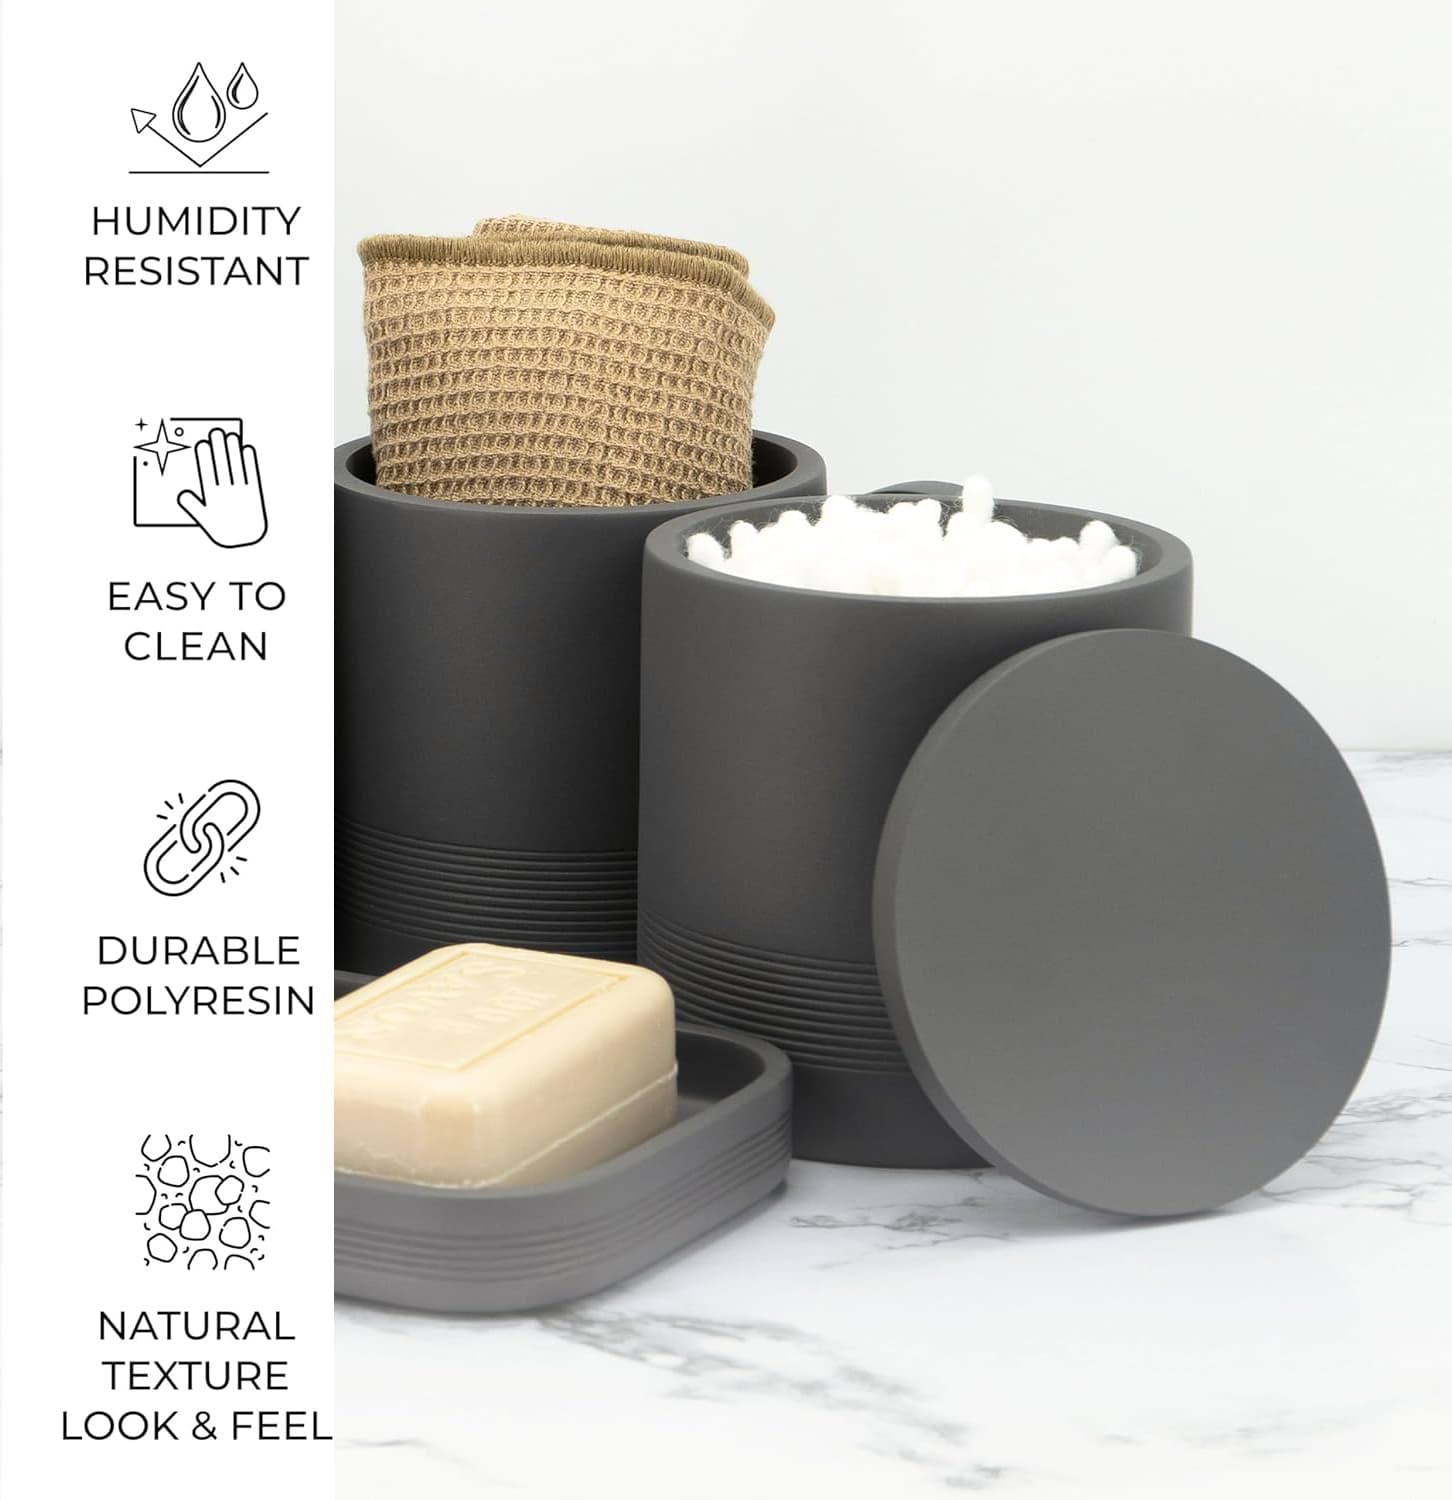 HUMIDITY
RESISTANT
EASY TO
CLEAN
DURABLE
POLYRESIN
NATURAL
TEXTURE
LOOK & FEEL